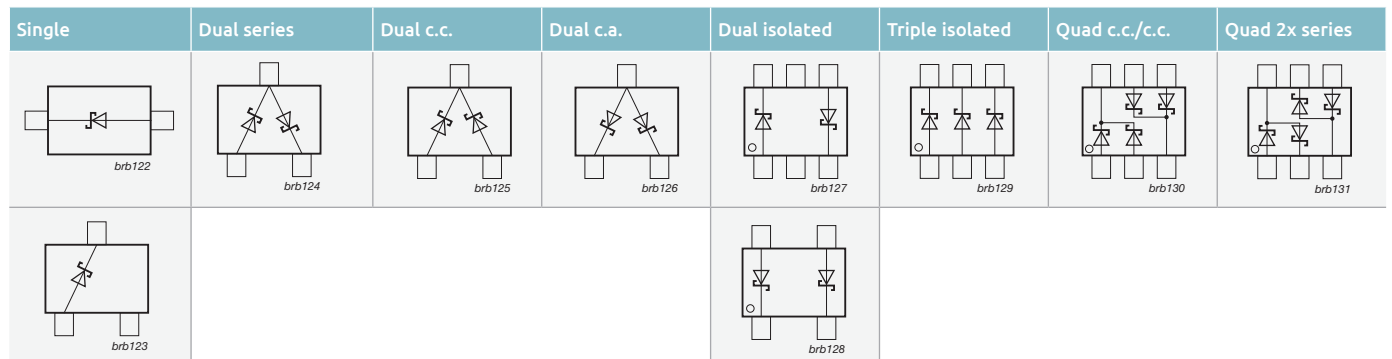 Single
Dual series
Dual c.c.
Dual c.a.
Dual isolated
Triple isolated
Quad c.c./c.c.
Quad 2x series
brb122
brb124
brb125
brb126
brb127
brb129
brb130
brb131
brb123
brb128